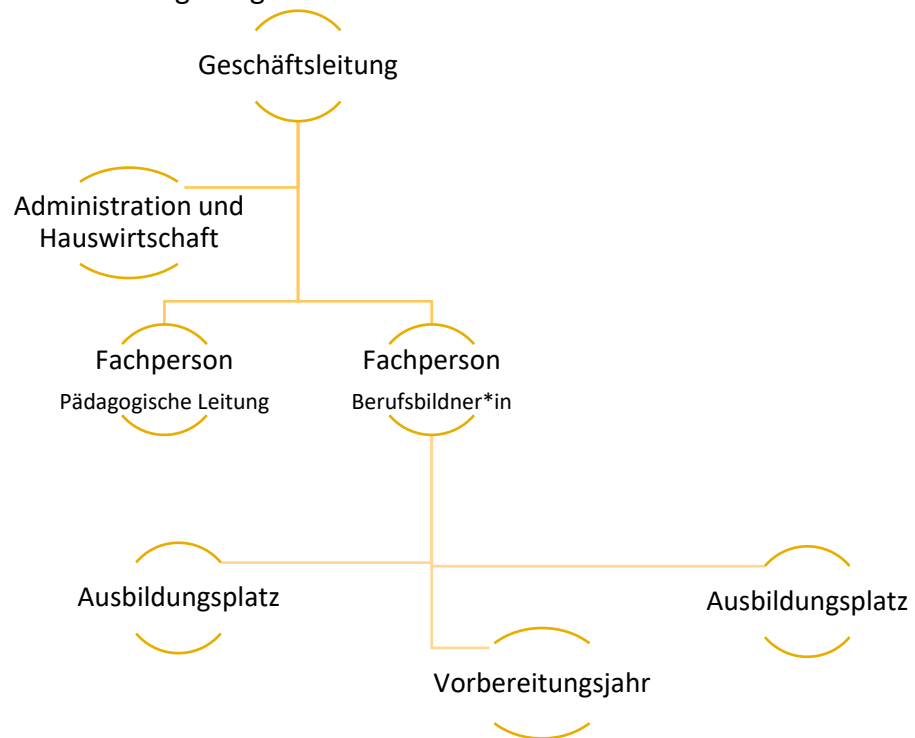 Geschäftsleitung
Administration und
Hauswirtschaft
Fachperson
Pädagogische Leitung
Fachperson
Berufsbildner*in
Ausbildungsplatz
Ausbildungsplatz
Vorbereitungsjahr